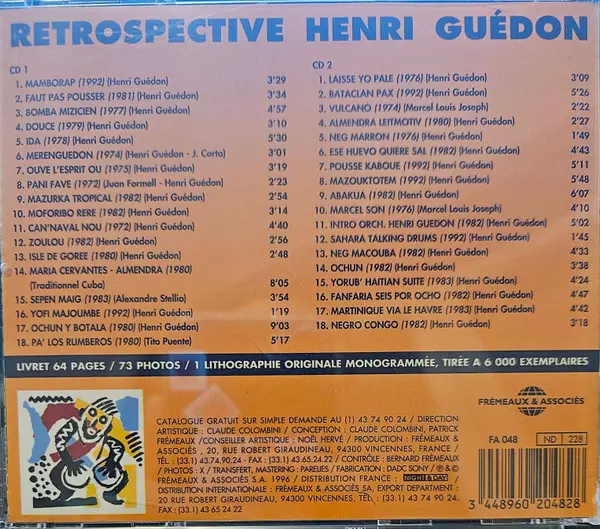 RETROSPECTIVE HENRI GUÉDON
CD 1
1. MAMBORAP (1992) (Henri Guédon) 3'29
2. FAUT PAS POUSSER (1981) (Henri Guédon) 3'34
3. BOMBA MIZICIEN (1977) (Henri Guédon) 4'57
4. DOUCE (1979) (Henri Guédon) 3'10
5. IDA (1978) (Henri Guédon) 5'30
6. MERENGUEDON (1974) (Henri Guédon - J. Carta) 3'01
7. OUVE L'ESPRIT OU (1975) (Henri Guédon) 3'19
8. PANI FAVE (1972) (Juan Formell - Henri Guédon) 2'23
9. MAZURKA TROPICAL (1982) (Henri Guédon) 2'54
10. MOFORIBO RERE (1982) (Henri Guédon) 3'14
11. CAN'NAVAL NOU (1972) (Henri Guédon) 4'40
12. ZOULOU (1982) (Henri Guédon) 2'56
13. ISLE DE GOREE (1980) (Henri Guédon) 2'48
14. MARIA CERVANTES - ALMENDRA (1980)
(Traditionnel Cuba) 8'05
15. SEPEN MAIG (1983) (Alexandre Stellio) 3'54
16. YOFI MAJOUMBE (1992) (Henri Guédon) 1'19
17. OCHUN Y BOTALA (1980) (Henri Guédon) 9'03
18. PA' LOS RUMBEROS (1980) (Tito Puente) 5'17
CD 2
1. LAISSE YO PALE (1976) (Henri Guédon) 3'09
2. BATACLAN PAX (1992) (Henri Guédon) 5'26
3. VULCANO (1974) (Marcel Louis Joseph) 2'22
4. ALMENDRA LEITMOTIV (1980) (Henri Guédon) 2'27
5. NEG MARRON (1976) (Henri Guédon) 1'49
6. ESE HUEVO QUIERE SAL (1982) (Henri Guédon) 4'43
7. POUSSE KABOUE (1992) (Henri Guédon) 5'11
8. MAZOUKTOTEM (1992) (Henri Guédon) 5'48
9. ABAKUA (1982) (Henri Guédon) 6'07
10. MARCEL SON (1976) (Marcel Louis Joseph) 4'10
11. INTRO ORCH. HENRI GUEDON (1982) (Henri Guédon) 5'02
12. SAHARA TALKING DRUMS (1992) (Henri Guédon) 1'45
13. NEG MACOUBA (1982) (Henri Guédon) 4'33
14. OCHUN (1982) (Henri Guédon) 3'38
15. YORUB' HAITIAN SUITE (1983) (Henri Guédon) 4'24
16. FANFARIA SEIS POR OCHO (1982) (Henri Guédon) 4'47
17. MARTINIQUE VIA LE HAVRE (1983) (Henri Guédon) 4'42
18. NEGRO CONGO (1982) (Henri Guédon) 3'18
LIVRET 64 PAGES / 73 PHOTOS / 1 LITHOGRAPHIE ORIGINALE MONOGRAMMÉE, TIRÉE A 6 000 EXEMPLAIRES
CATALOGUE GRATUIT SUR SIMPLE DEMANDE AU (1) 43 74 90 24 / DIRECTION
ARTISTIQUE : CLAUDE COLOMBINI / CONCEPTION : CLAUDE COLOMBINI, PATRICK
FRÉMEAUX /CONSEILLER ARTISTIQUE : NOËL HERVÉ / PRODUCTION : FRÉMEAUX &
ASSOCIÉS , 20, RUE ROBERT GIRAUDINEAU, 94300 VINCENNES, FRANCE / TEL. :
(33.1) 43.74.90.24 - FAX : (33.1) 43.65.24.22 / CONTRÔLE : BERNARD FRÉMEAUX
/ PHOTOS : X / TRANSFERT, MASTERING : PARELIES / FABRICATION : DADC SONY / ℗ & ©
FRÉMEAUX & ASSOCIÉS S.A. 1996 / DISTRIBUTION FRANCE : NIGHT & DAY /
DISTRIBUTION INTERNATIONALE : FRÉMEAUX & ASSOCIÉS S.A. EXPORT DEPARTMENT :
20 RUE ROBERT GIRAUDINEAU, 94300 VINCENNES, TEL. : (33.1) 43 74 90 24.
FAX : (33.1) 43 65 24 22
FRÉMEAUX & ASSOCIÉS
FA 048 ND 228
3 448960 204828